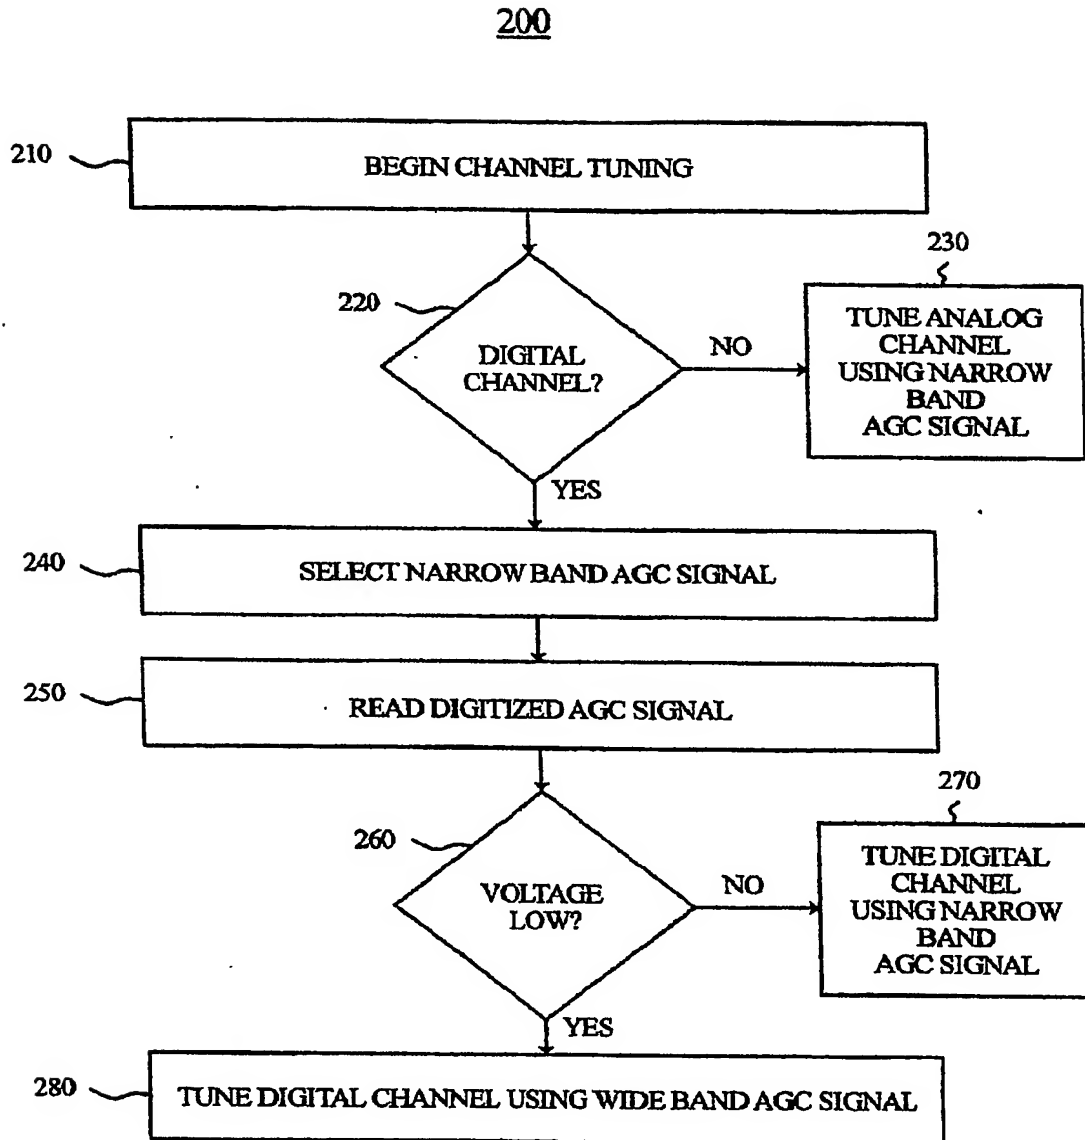 200
210
BEGIN CHANNEL TUNING
220
DIGITAL
CHANNEL?
NO
230
TUNE ANALOG
CHANNEL
USING NARROW
BAND
AGC SIGNAL
YES
240
SELECT NARROW BAND AGC SIGNAL
250
READ DIGITIZED AGC SIGNAL
260
VOLTAGE
LOW?
NO
270
TUNE DIGITAL
CHANNEL
USING NARROW
BAND
AGC SIGNAL
YES
280
TUNE DIGITAL CHANNEL USING WIDE BAND AGC SIGNAL